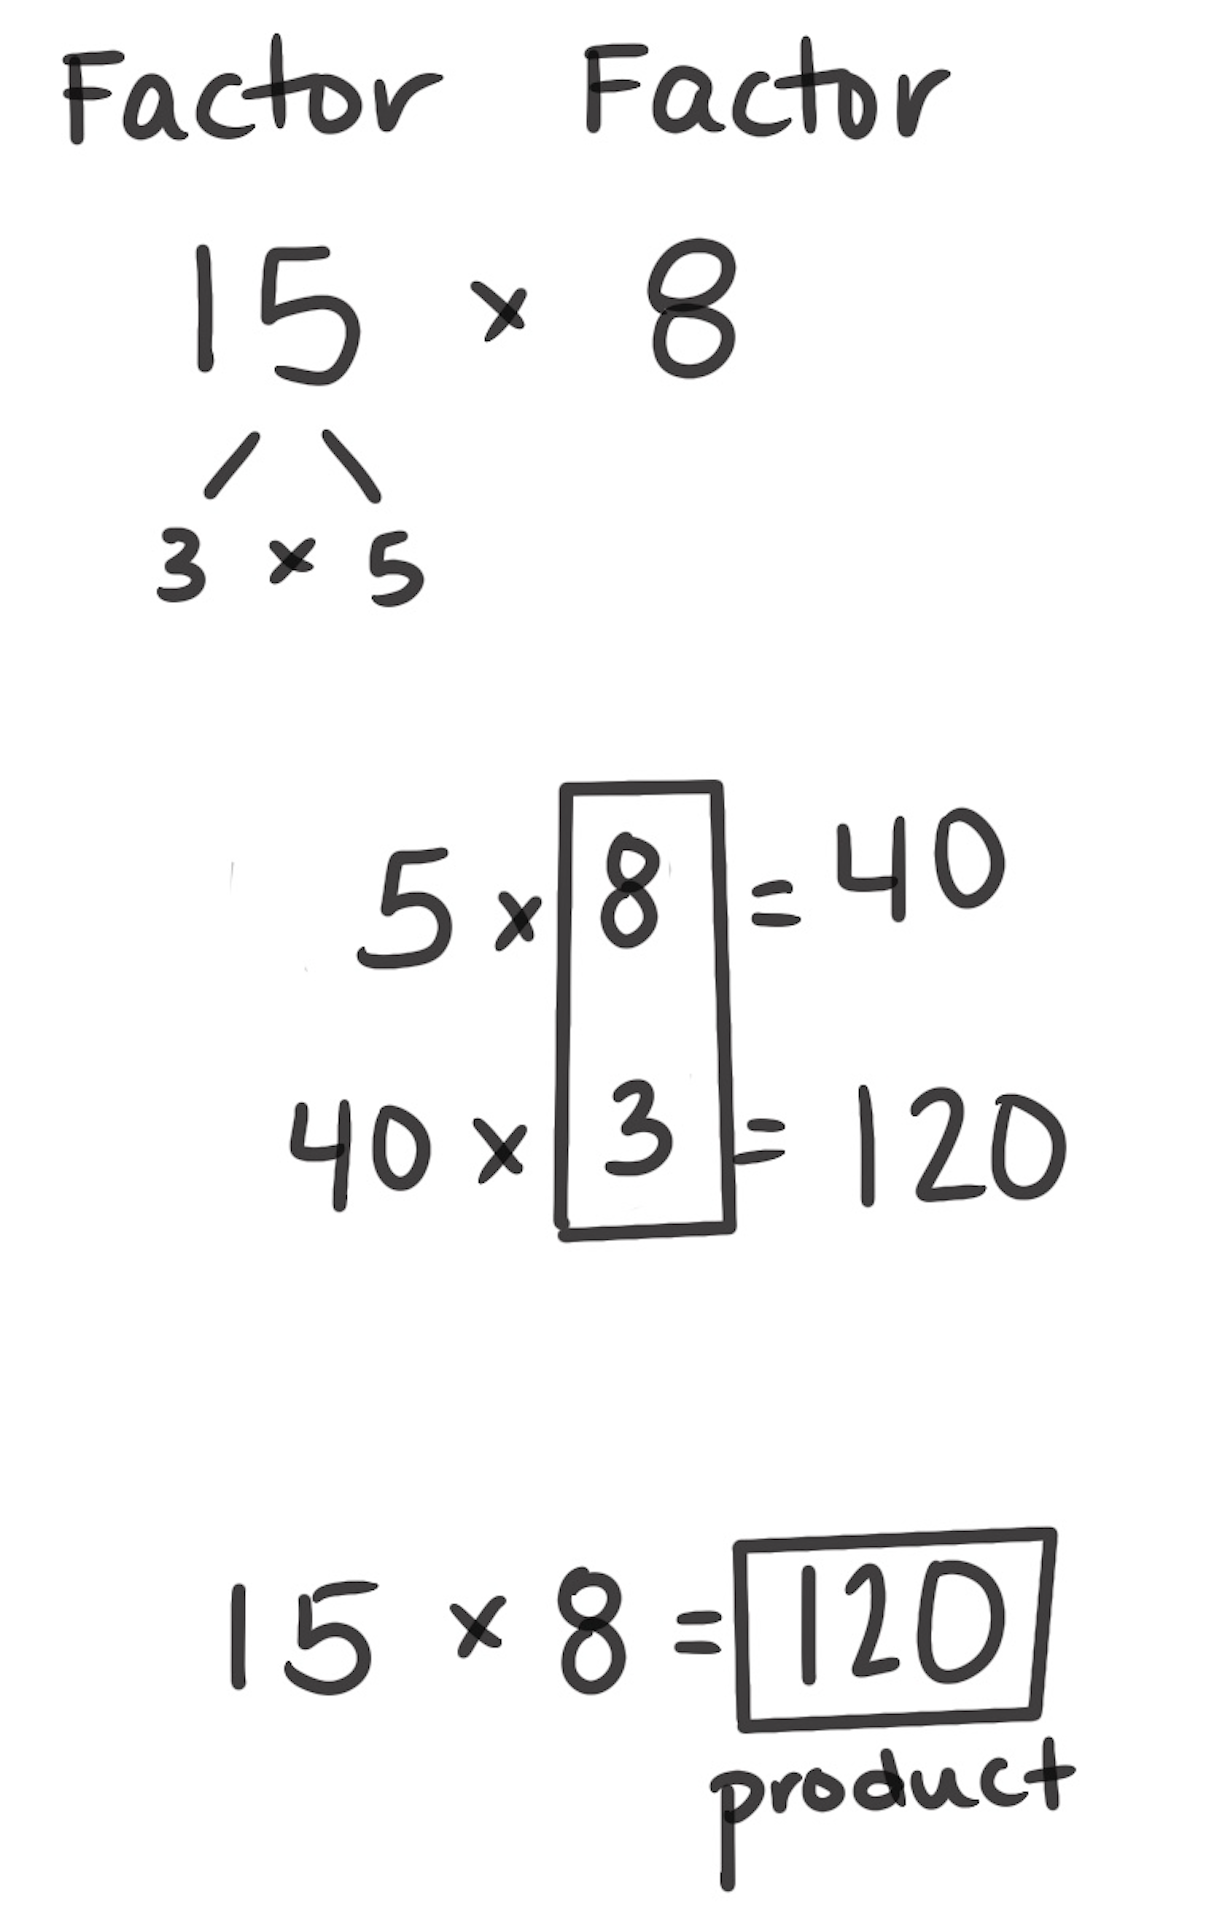 Factor Factor
15 × 8
3 × 5
5 × 8 = 40
40 × 3 = 120
15 × 8 = 120
product